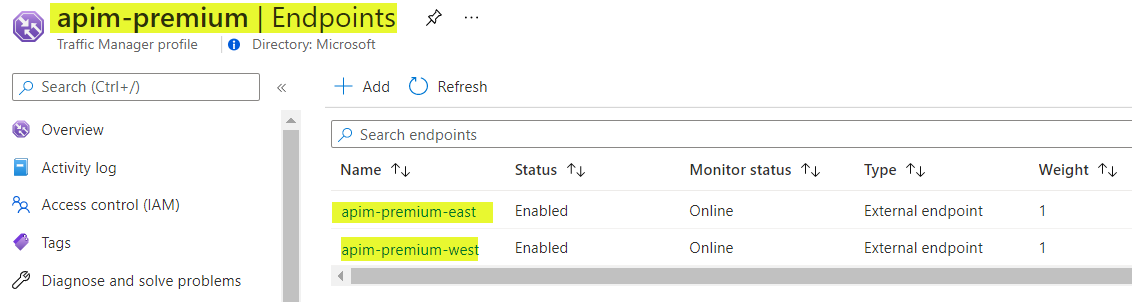 apim-premium | Endpoints
Traffic Manager profile
Directory: Microsoft
Search (Ctrl+/)
Overview
Activity log
Access control (IAM)
Tags
Diagnose and solve problems
Add Refresh
Search endpoints
Name Status Monitor status Type Weight
apim-premium-east Enabled Online External endpoint 1
apim-premium-west Enabled Online External endpoint 1